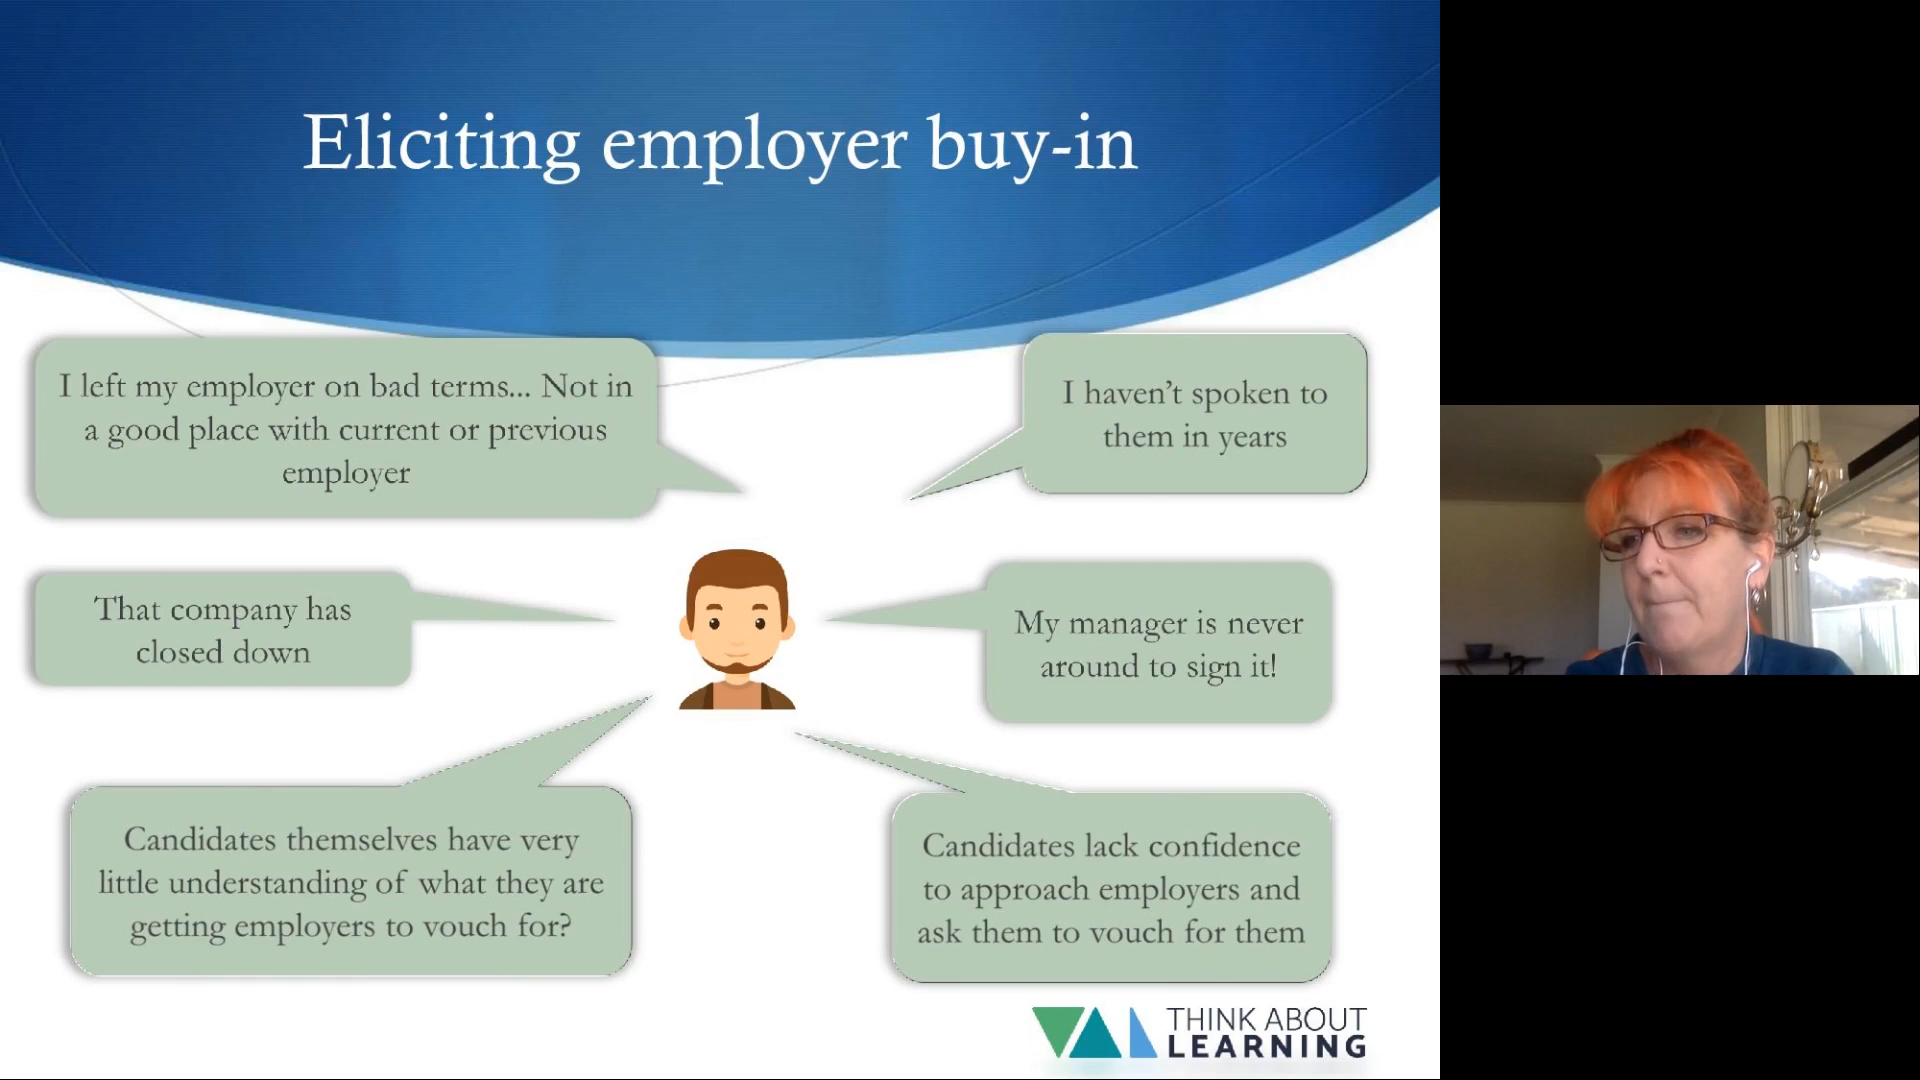 Eliciting employer buy-in
I left my employer on bad terms... Not in
a good place with current or previous
employer
I haven't spoken to
them in years
That company has
closed down
My manager is never
around to sign it!
Candidates themselves have very
little understanding of what they are
getting employers to vouch for?
Candidates lack confidence
to approach employers and
ask them to vouch for them
THINK ABOUT
LEARNING